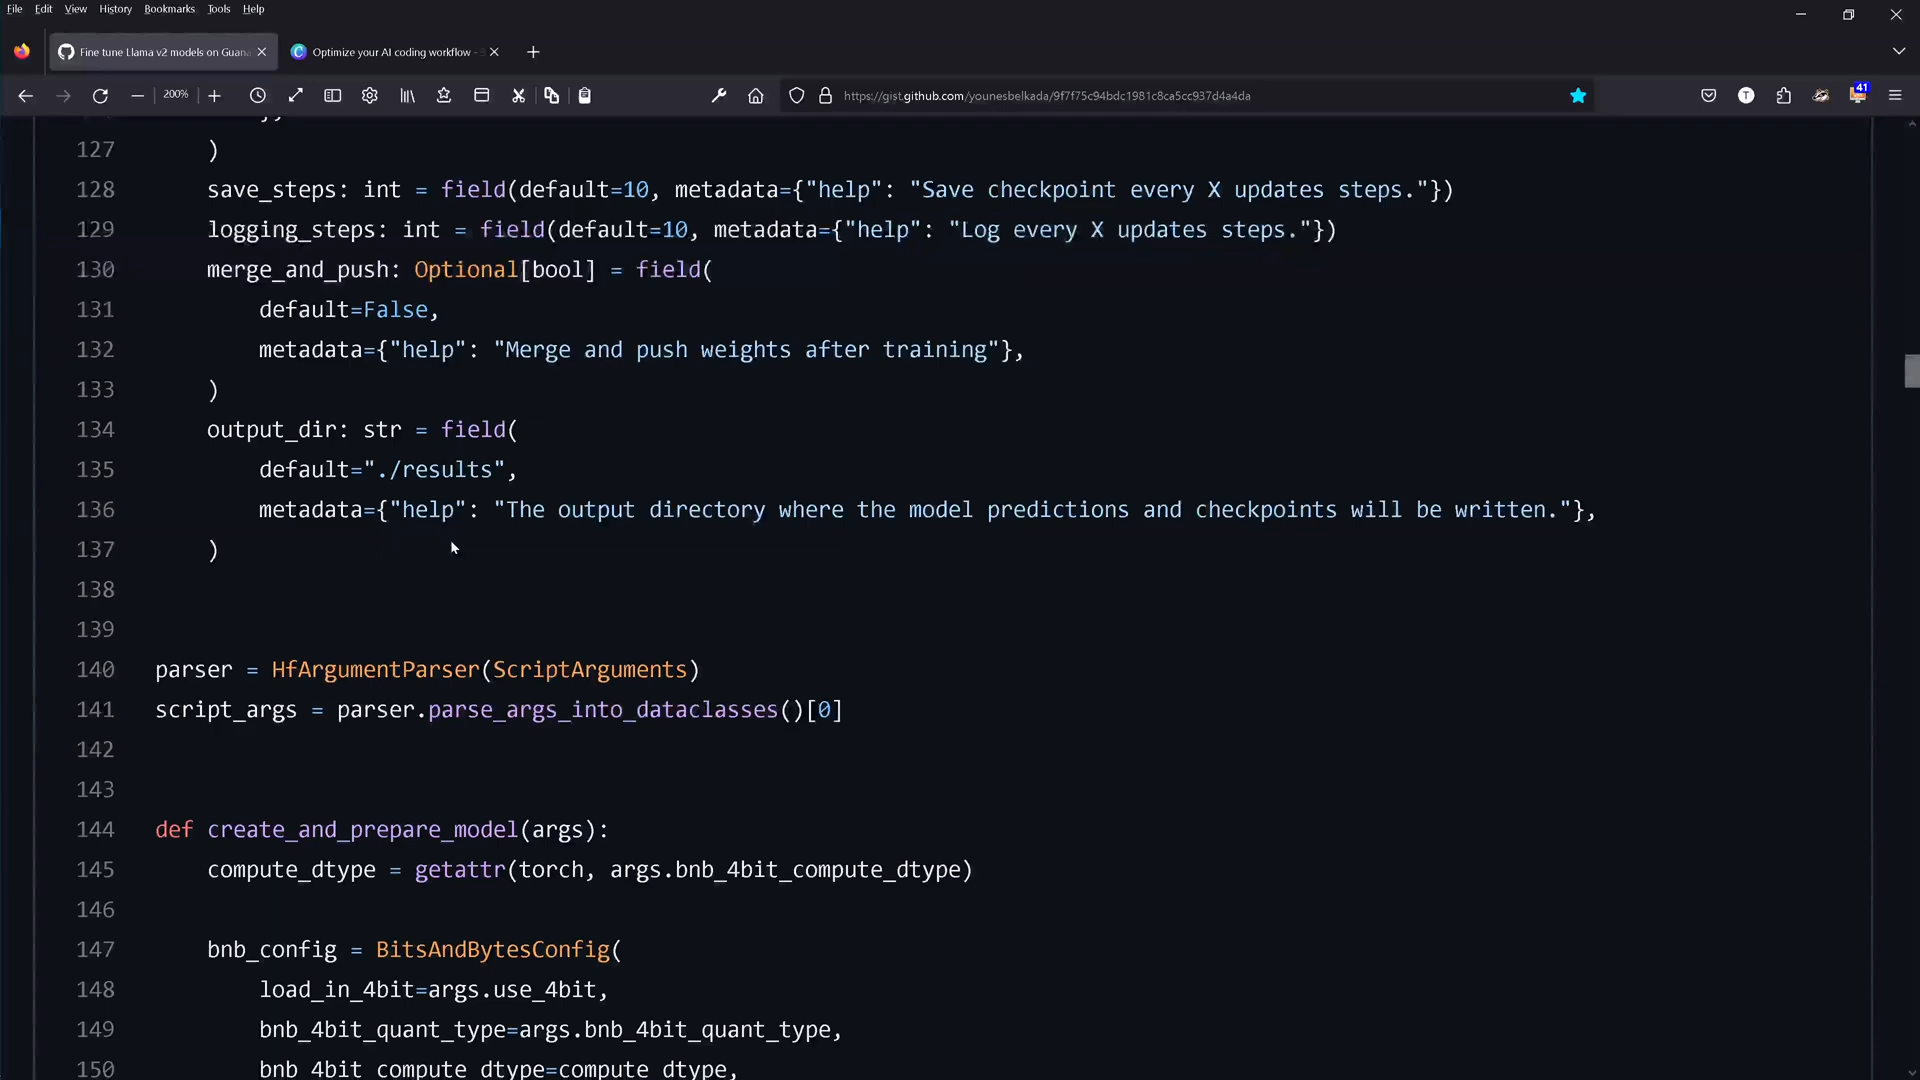 File Edit View History Bookmarks Tools Help
Fine tune Llama v2 models on Guana
Optimize your AI coding workflow -
200%
https://gist.github.com/younesbelkada/9f7f75c94bdc1981c8ca5cc937d4a4da
T
41
127 )
128 save_steps: int = field(default=10, metadata={"help": "Save checkpoint every X updates steps."})
129 logging_steps: int = field(default=10, metadata={"help": "Log every X updates steps."})
130 merge_and_push: Optional[bool] = field(
131 default=False,
132 metadata={"help": "Merge and push weights after training"},
133 )
134 output_dir: str = field(
135 default="./results",
136 metadata={"help": "The output directory where the model predictions and checkpoints will be written."},
137 )
138
139
140 parser = HfArgumentParser(ScriptArguments)
141 script_args = parser.parse_args_into_dataclasses()[0]
142
143
144 def create_and_prepare_model(args):
145 compute_dtype = getattr(torch, args.bnb_4bit_compute_dtype)
146
147 bnb_config = BitsAndBytesConfig(
148 load_in_4bit=args.use_4bit,
149 bnb_4bit_quant_type=args.bnb_4bit_quant_type,
150 bnb_4bit_compute_dtype=compute_dtype,